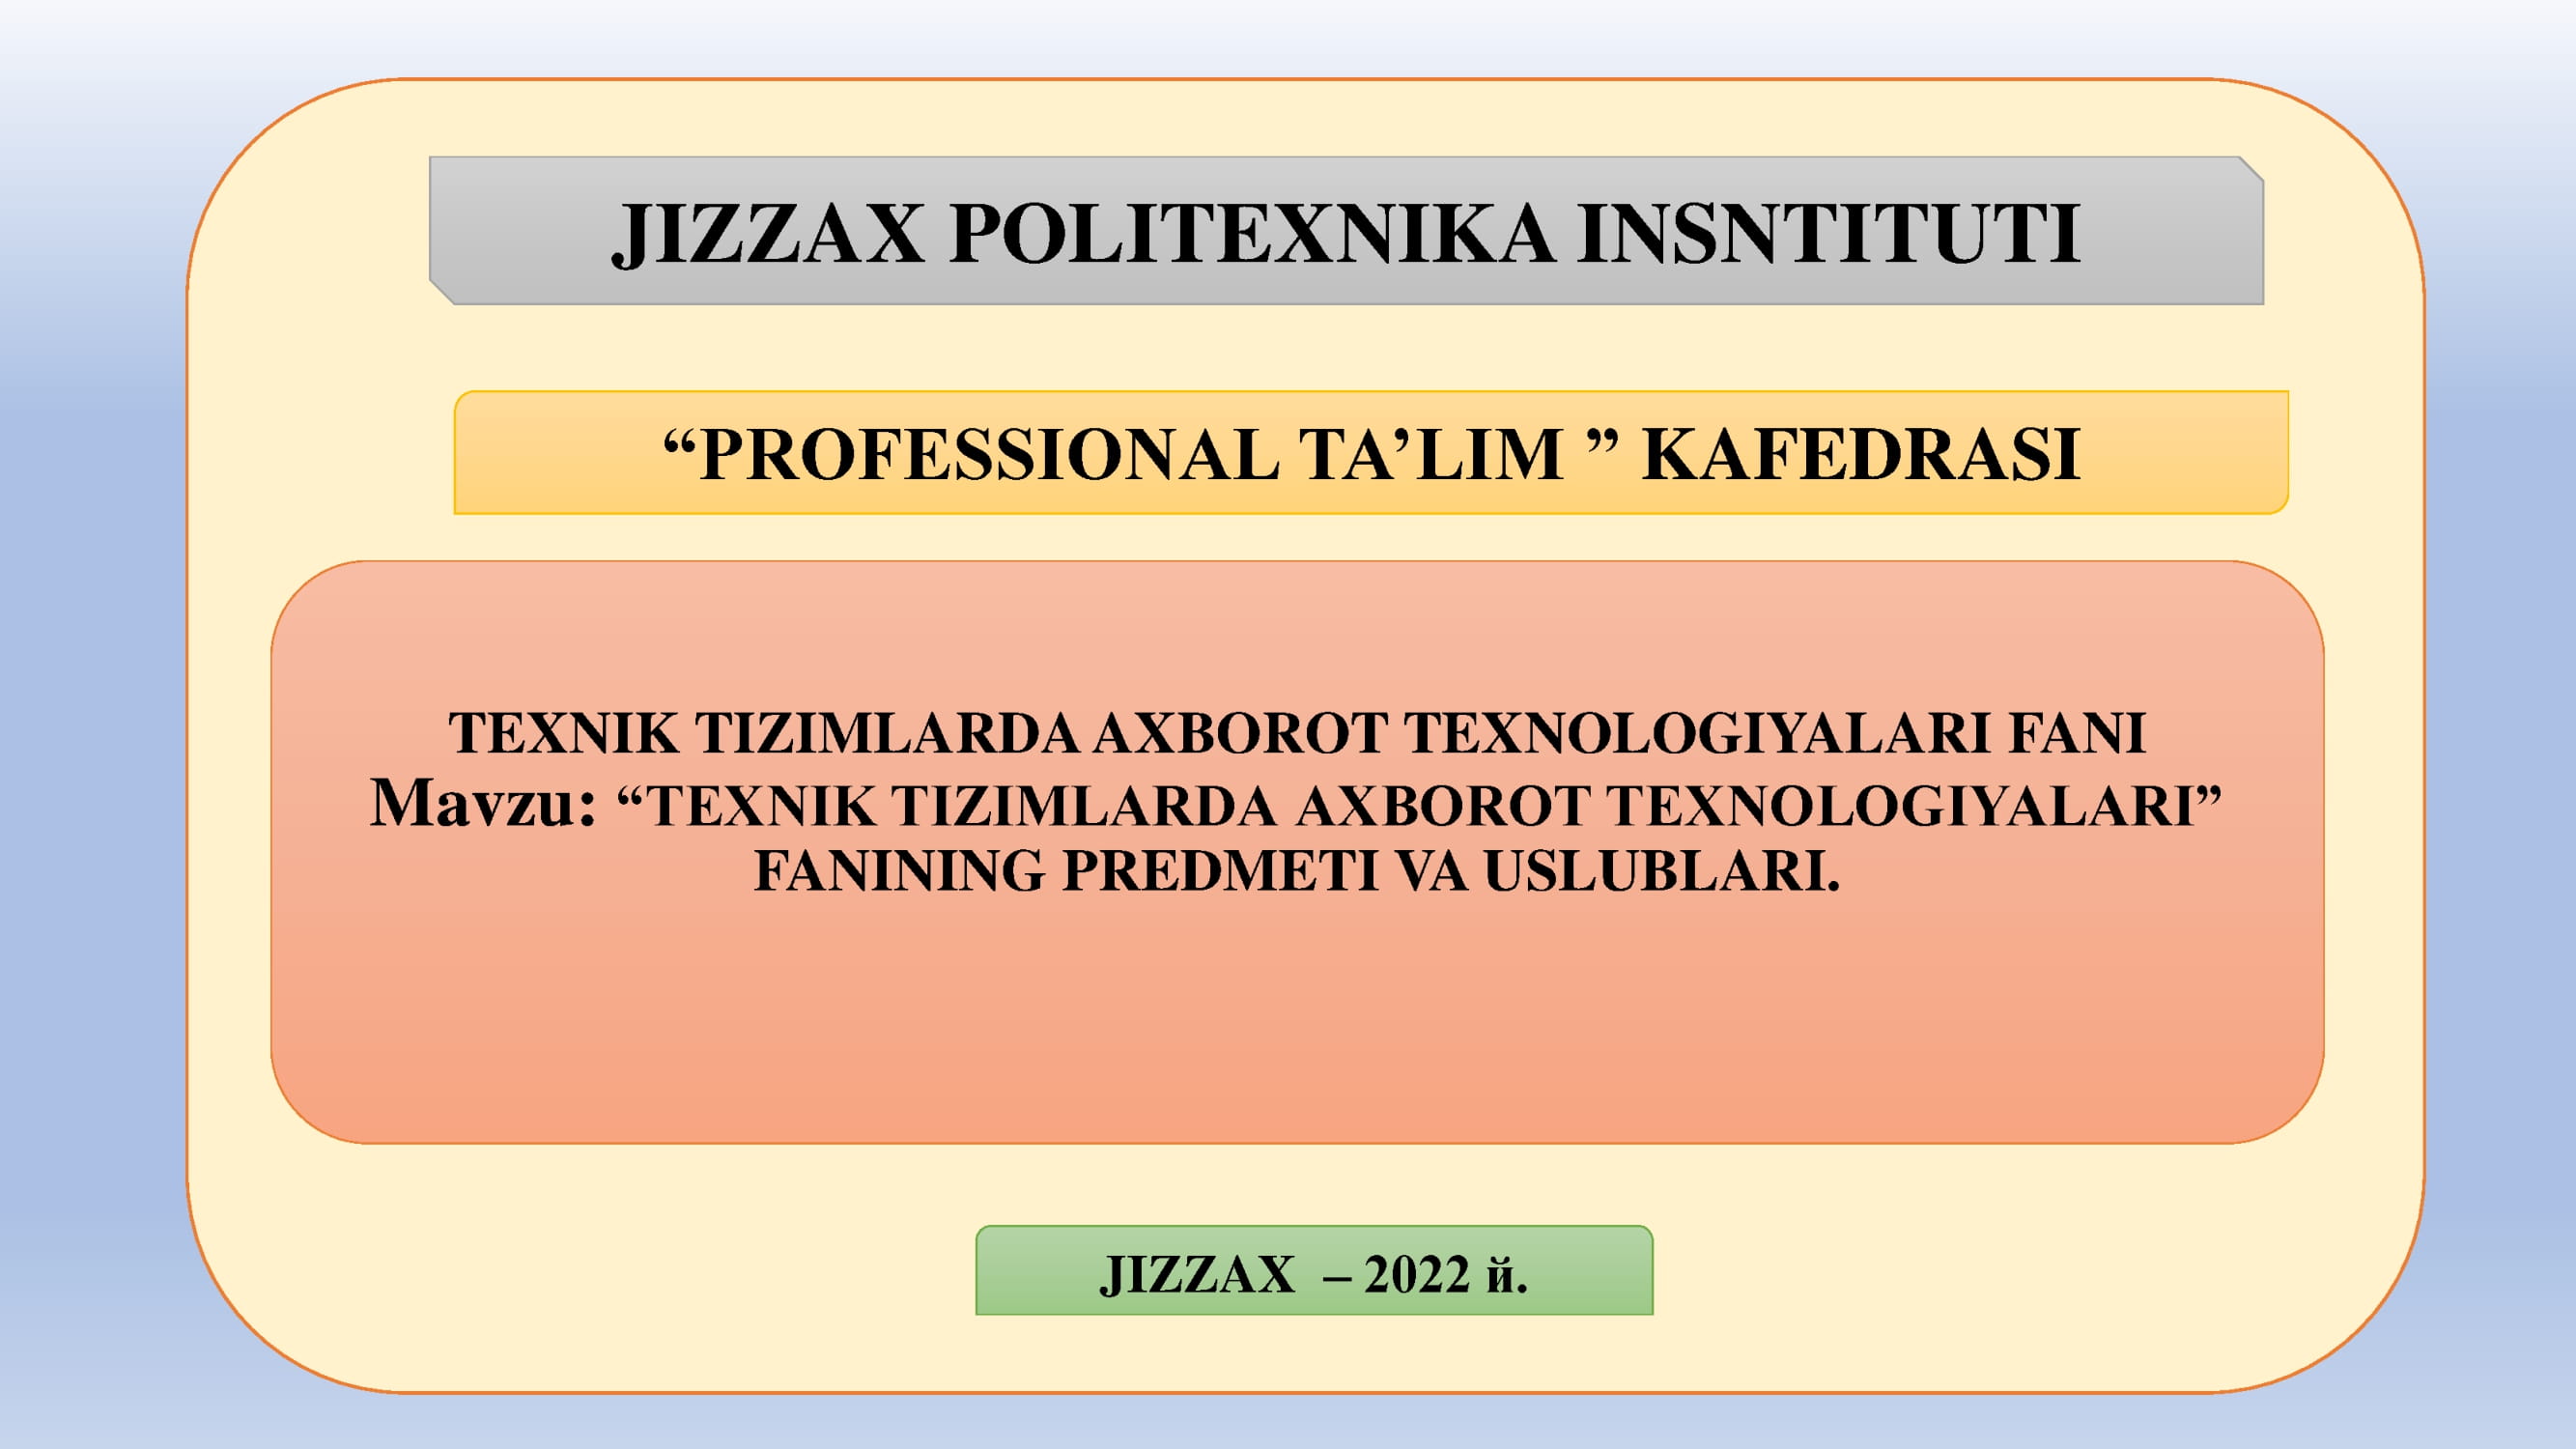 JIZZAX POLITEXNIKA INSNTITUTI
“PROFESSIONAL TA’LIM ” KAFEDRASI
TEXNIK TIZIMLARDA AXBOROT TEXNOLOGIYALARI FANI
Mavzu: “TEXNIK TIZIMLARDA AXBOROT TEXNOLOGIYALARI”
FANINING PREDMETI VA USLUBLARI.
JIZZAX – 2022 й.